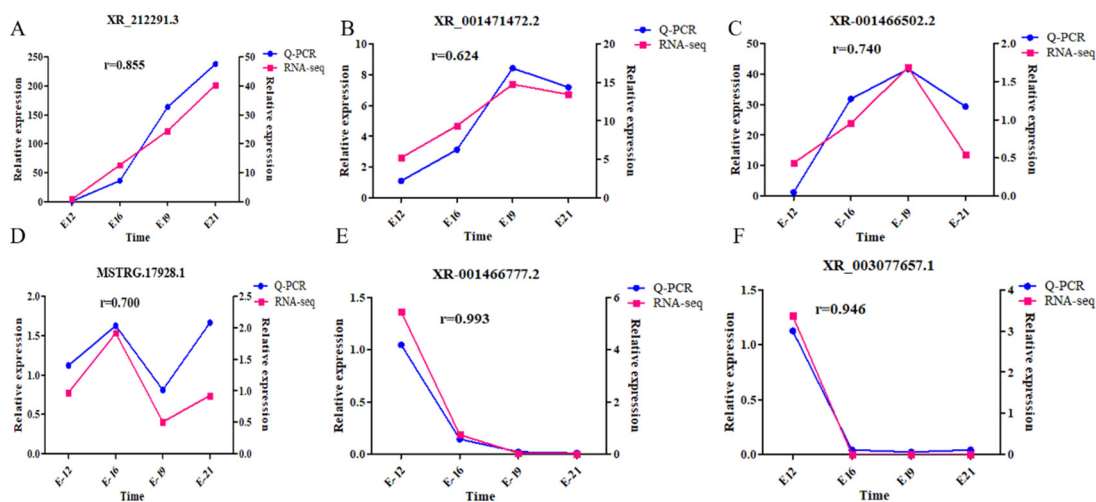 A
XR_212291.3
r=0.855
Q-PCR
RNA-seq
Relative expression
250
200
150
100
50
0
Relative expression
50
40
30
20
10
0
E12
E16
E19
E21
Time
B
XR_001471472.2
r=0.624
Q-PCR
RNA-seq
Relative expression
10
8
6
4
2
0
Relative expression
20
15
10
5
0
E12
E16
E19
E21
Time
C
XR-001466502.2
r=0.740
Q-PCR
RNA-seq
Relative expression
50
40
30
20
10
0
Relative expression
2.0
1.5
1.0
0.5
0.0
E-12
E-16
E-19
E-21
Time
D
MSTRG.17928.1
r=0.700
Q-PCR
RNA-seq
Relative expression
2.0
1.5
1.0
0.5
0.0
Relative expression
2.5
2.0
1.5
1.0
0.5
0.0
E-12
E-16
E-19
E-21
Time
E
XR-001466777.2
r=0.993
Q-PCR
RNA-seq
Relative expression
1.5
1.0
0.5
0.0
Relative expression
6
4
2
0
E-12
E-16
E-19
E-21
Time
F
XR_003077657.1
r=0.946
Q-PCR
RNA-seq
Relative expression
1.5
1.0
0.5
0.0
Relative expression
4
3
2
1
0
E12
E16
E19
E21
Time